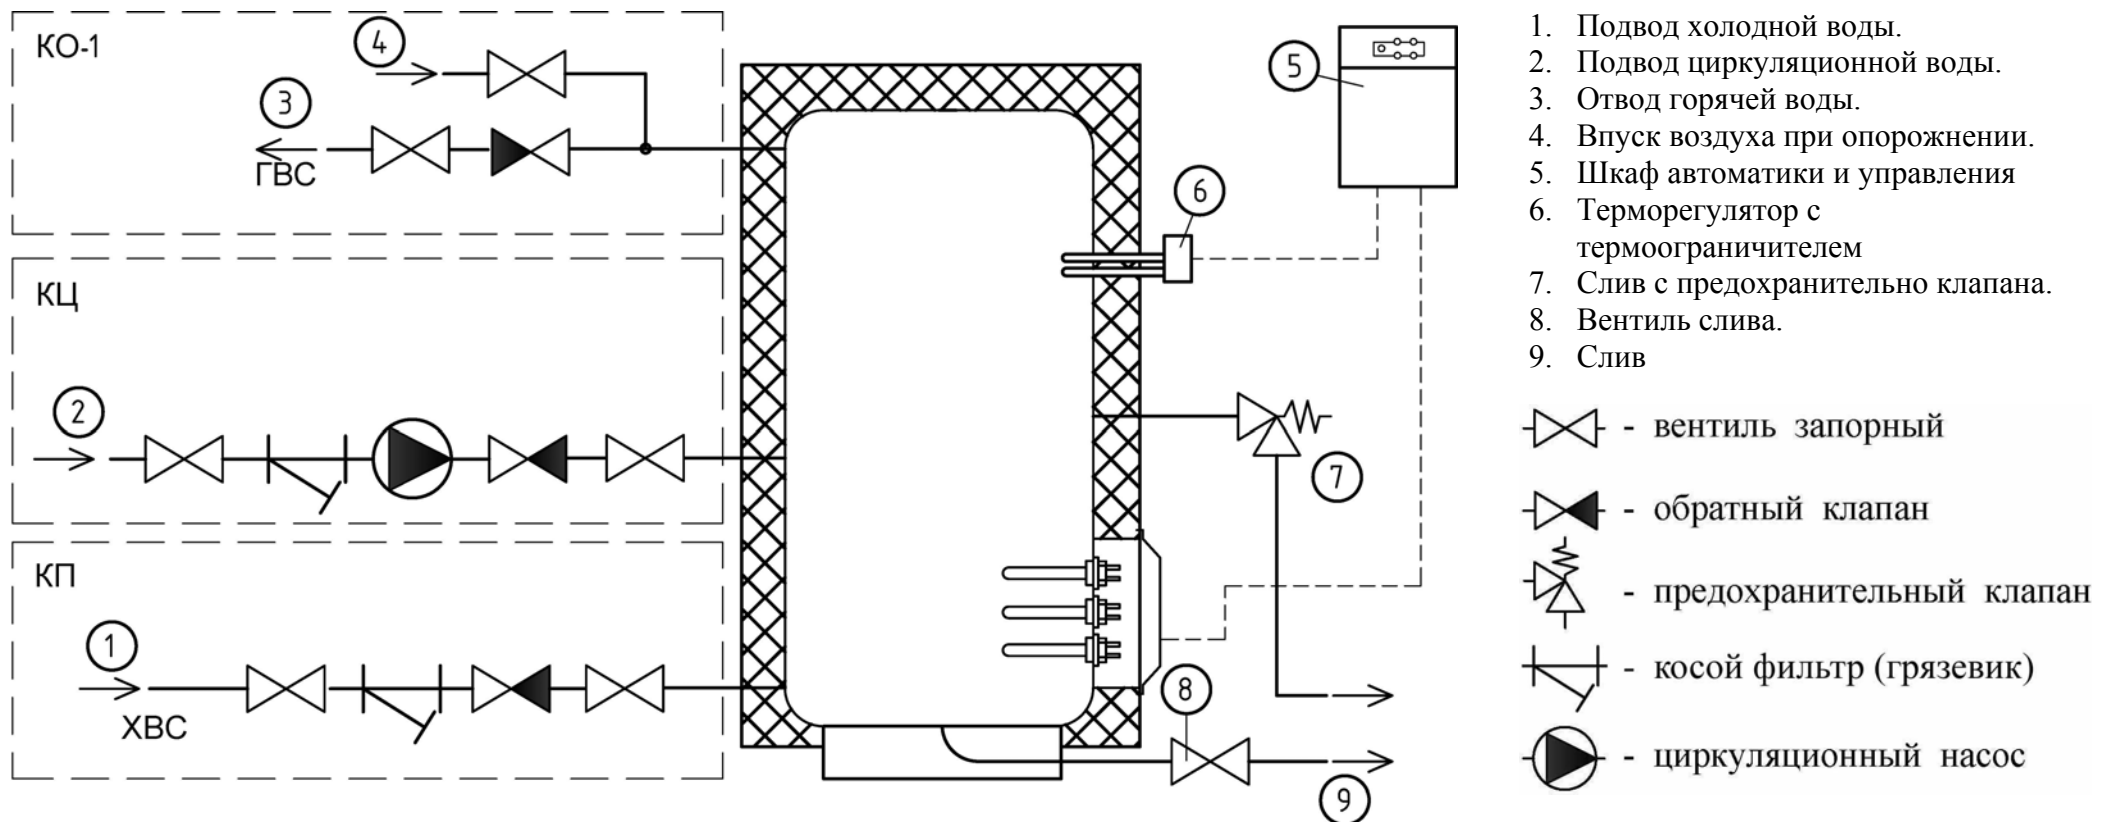 КО-1
4
3
ГВС
КЦ
2
КП
1
ХВС
5
6
7
8
9
1. Подвод холодной воды.
2. Подвод циркуляционной воды.
3. Отвод горячей воды.
4. Впуск воздуха при опорожнении.
5. Шкаф автоматики и управления
6. Терморегулятор с
термоограничителем
7. Слив с предохранительно клапана.
8. Вентиль слива.
9. Слив
- вентиль запорный
- обратный клапан
- предохранительный клапан
- косой фильтр (грязевик)
- циркуляционный насос